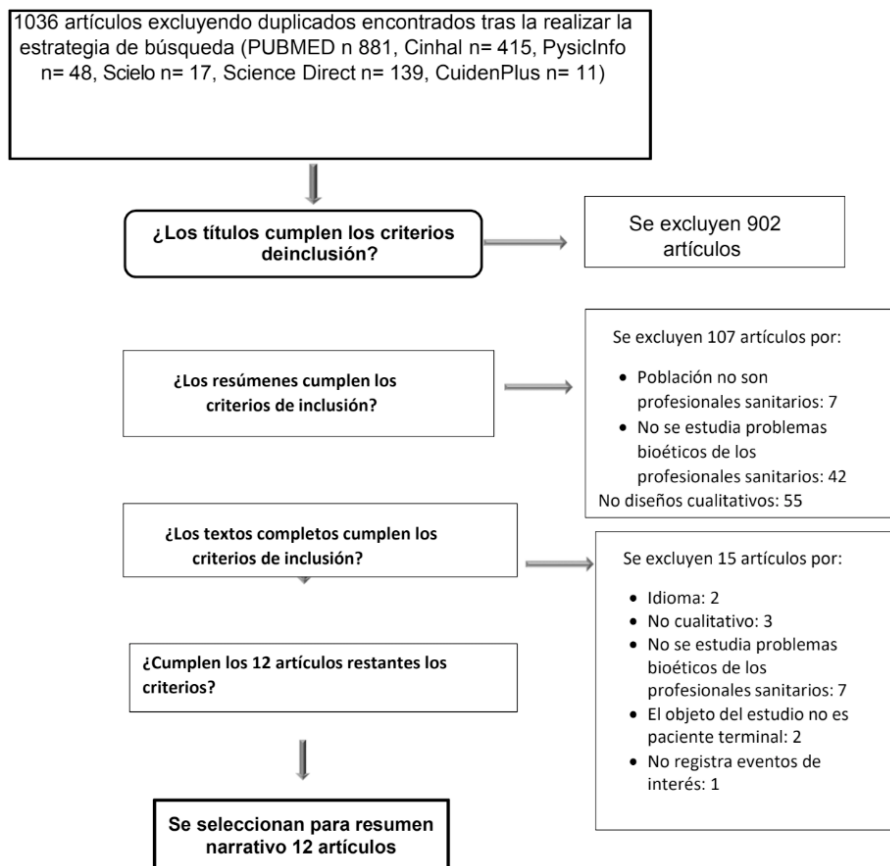 1036 artículos excluyendo duplicados encontrados tras la realizar la
estrategia de búsqueda (PUBMED n 881, Cinhal n= 415, PysicInfo
n= 48, Scielo n= 17, Science Direct n= 139, CuidenPlus n= 11)
¿Los títulos cumplen los criterios
deinclusión?
Se excluyen 902
artículos
¿Los resúmenes cumplen los
criterios de inclusión?
Se excluyen 107 artículos por:
• Población no son
profesionales sanitarios: 7
• No se estudia problemas
bioéticos de los
profesionales sanitarios: 42
No diseños cualitativos: 55
¿Los textos completos cumplen los
criterios de inclusión?
Se excluyen 15 artículos por:
• Idioma: 2
• No cualitativo: 3
• No se estudia problemas
bioéticos de los
profesionales sanitarios: 7
• El objeto del estudio no es
paciente terminal: 2
• No registra eventos de
interés: 1
¿Cumplen los 12 artículos restantes los
criterios?
Se seleccionan para resumen
narrativo 12 artículos